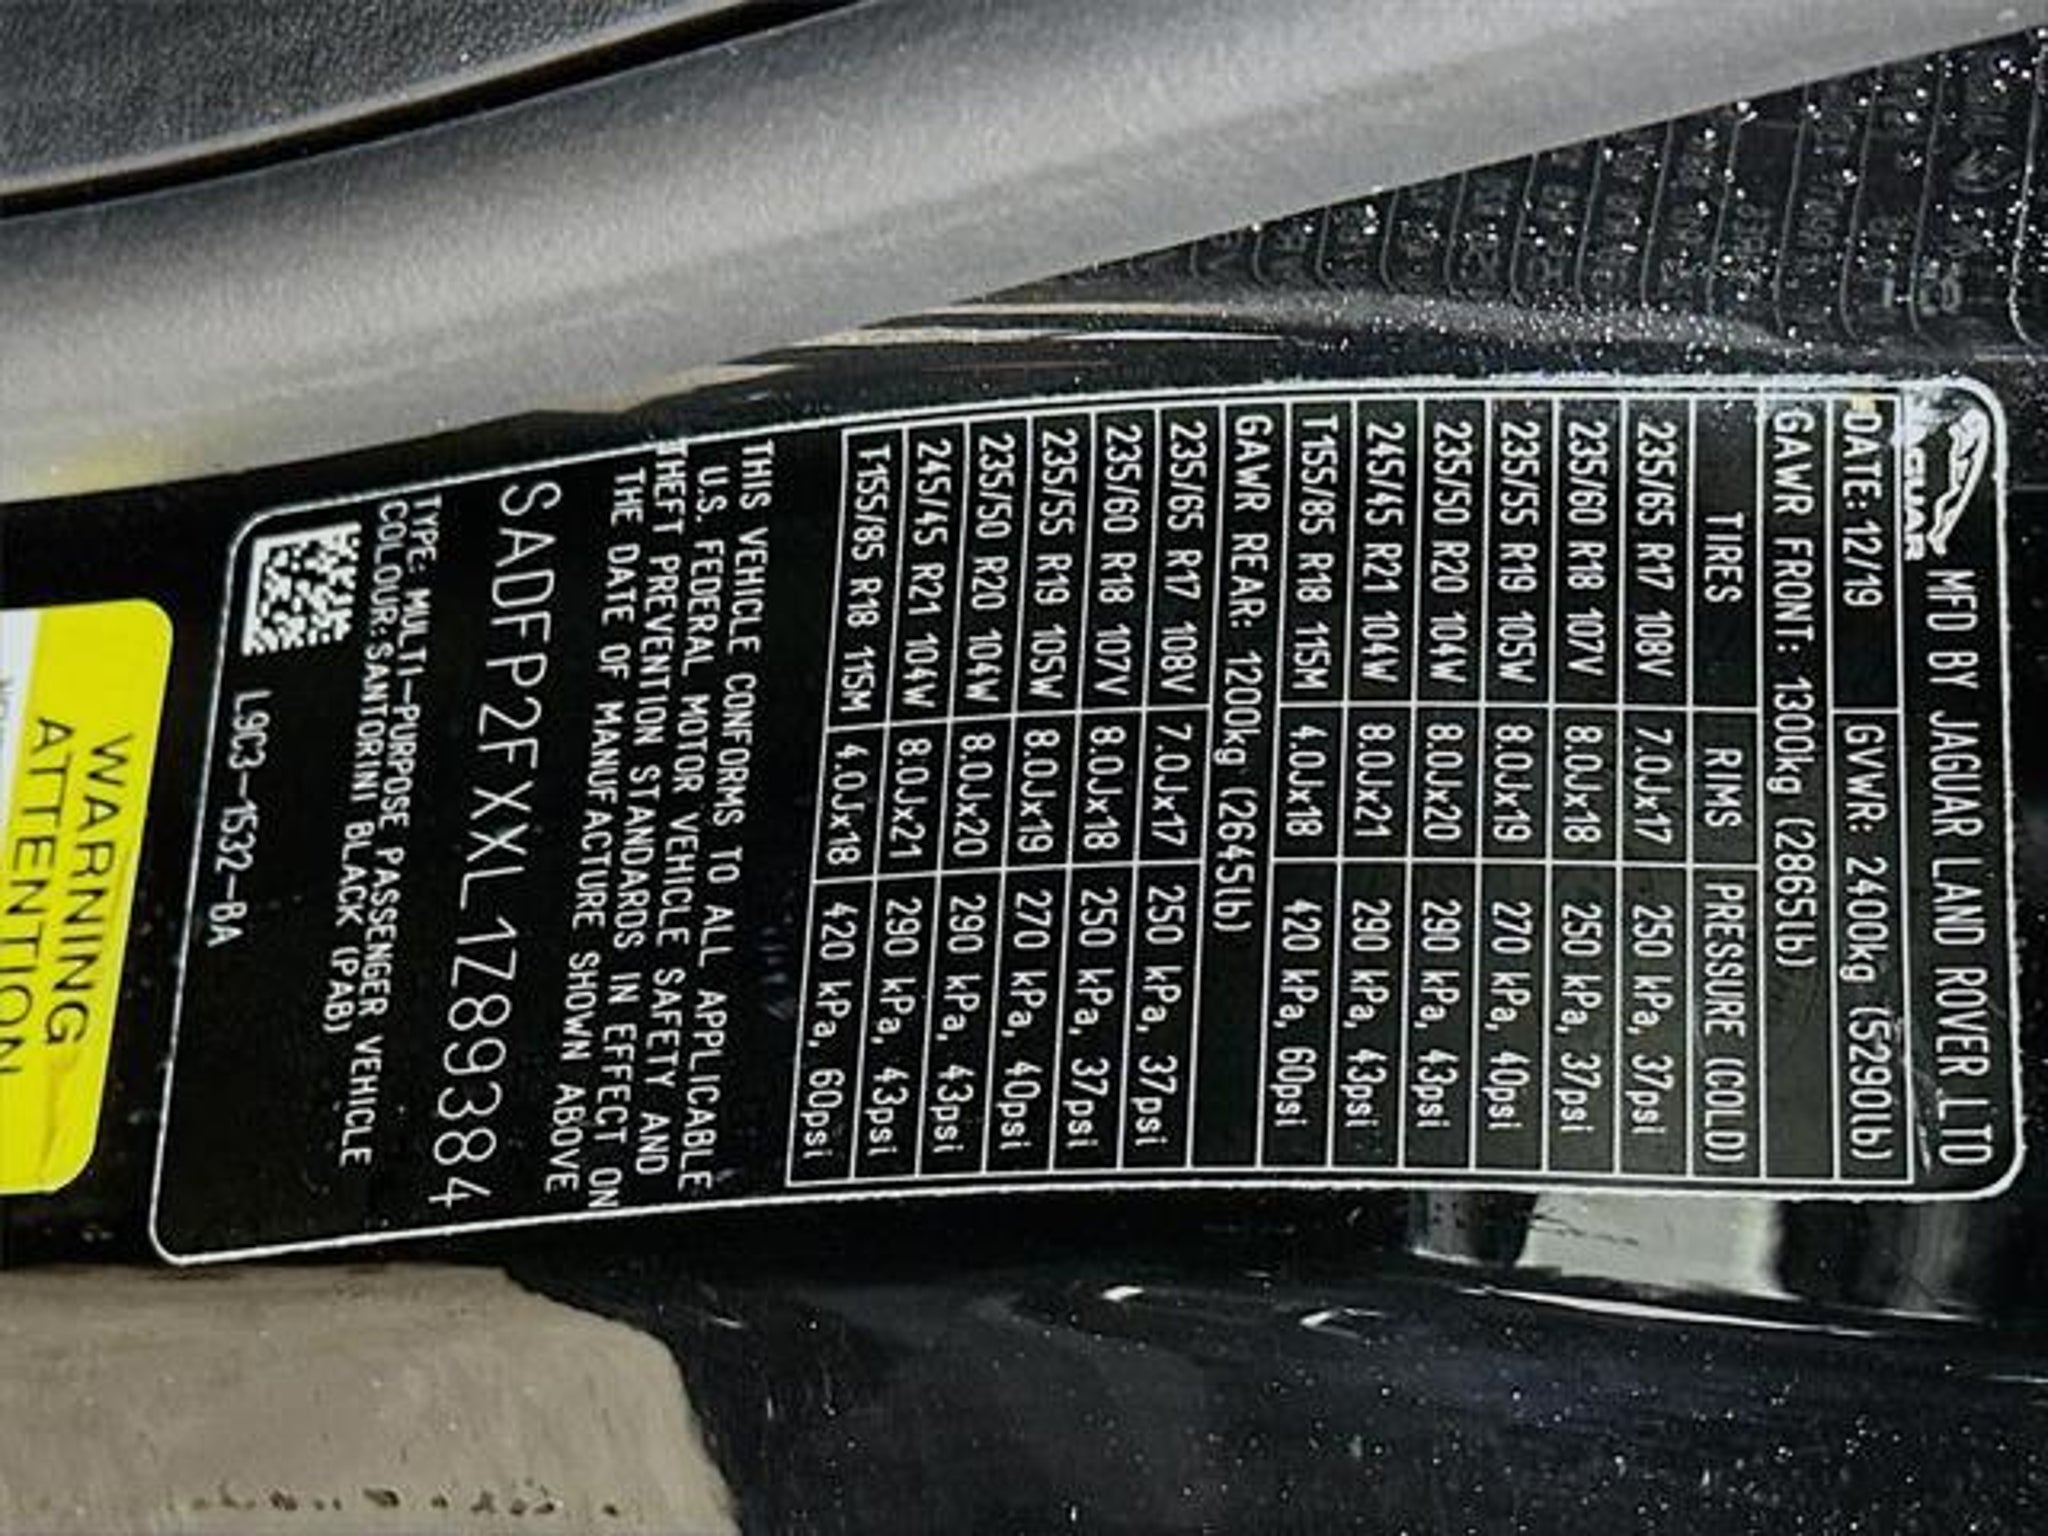 JAGUAR
MFD BY JAGUAR LAND ROVER LTD
DATE: 12/19 GVWR: 2400kg (5290lb)
GAWR FRONT: 1300kg (2865lb)
TIRES RIMS PRESSURE (COLD)
235/65 R17 108V 7.0Jx17 250 kPa, 37psi
235/60 R18 107V 8.0Jx18 250 kPa, 37psi
235/55 R19 105W 8.0Jx19 270 kPa, 40psi
235/50 R20 104W 8.0Jx20 290 kPa, 43psi
245/45 R21 104W 8.0Jx21 290 kPa, 43psi
T155/85 R18 115M 4.0Jx18 420 kPa, 60psi
GAWR REAR: 1200kg (2645lb)
235/65 R17 108V 7.0Jx17 250 kPa, 37psi
235/60 R18 107V 8.0Jx18 250 kPa, 37psi
235/55 R19 105W 8.0Jx19 270 kPa, 40psi
235/50 R20 104W 8.0Jx20 290 kPa, 43psi
245/45 R21 104W 8.0Jx21 290 kPa, 43psi
T155/85 R18 115M 4.0Jx18 420 kPa, 60psi
THIS VEHICLE CONFORMS TO ALL APPLICABLE
U.S. FEDERAL MOTOR VEHICLE SAFETY AND
THEFT PREVENTION STANDARDS IN EFFECT ON
THE DATE OF MANUFACTURE SHOWN ABOVE
SADFP2FXXL1Z89384
TYPE: MULTI-PURPOSE PASSENGER VEHICLE
COLOUR: SANTORINI BLACK (PAB)
L9C3-1532-BA
WARNING
ATTENTION